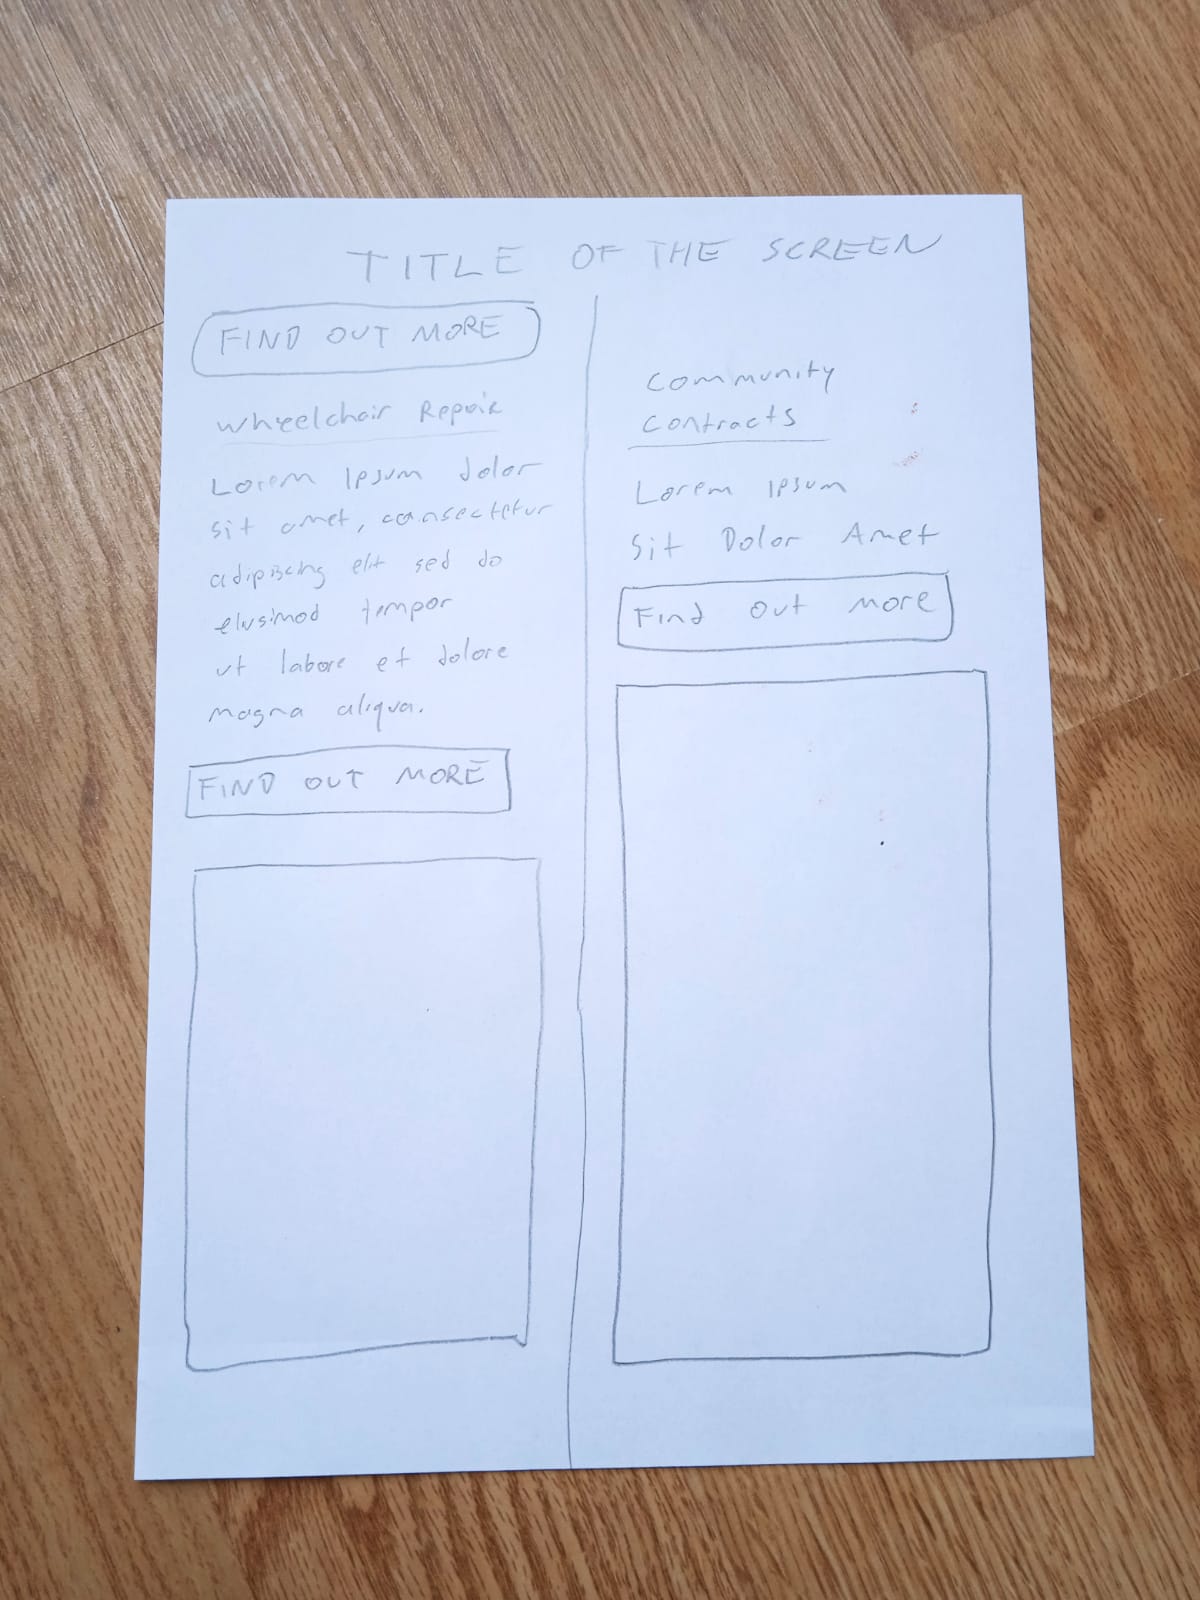 TITLE OF THE SCREEN
FIND OUT MORE
Wheelchair Repair
Lorem Ipsum dolor
sit amet, consectetur
adipiscing elit sed do
eiusimod tempor
ut labore et dolore
magna aliqua.
FIND OUT MORE
Community
Contracts
Lorem Ipsum
Sit Dolor Amet
Find out more